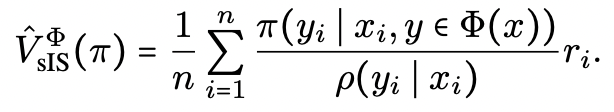 $\hat{V}_{\text{sIS}}^{\Phi}(\pi) = \frac{1}{n} \sum_{i=1}^{n} \frac{\pi(y_i \mid x_i, y \in \Phi(x))}{\rho(y_i \mid x_i)} r_i.$